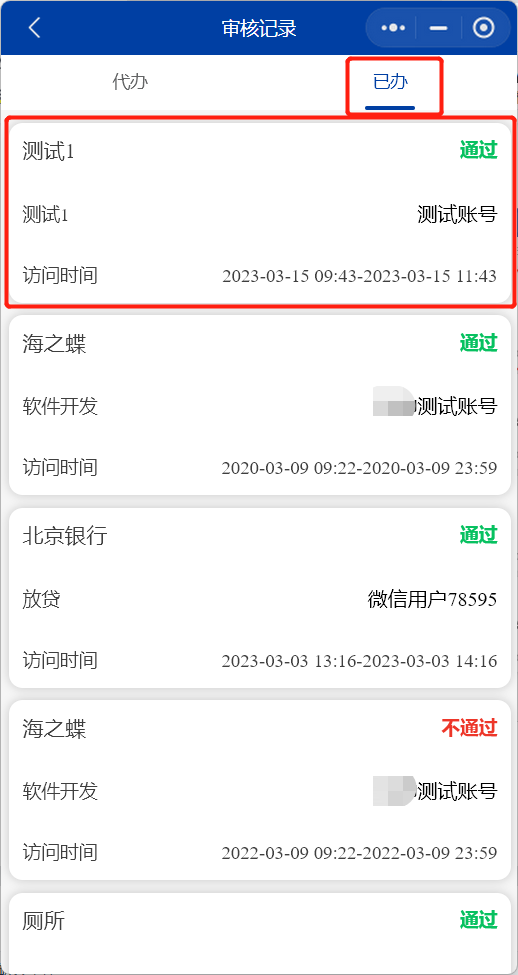 审核记录
代办 已办
测试1 通过
测试1 测试账号
访问时间 2023-03-15 09:43-2023-03-15 11:43
海之蝶 通过
软件开发 测试账号
访问时间 2020-03-09 09:22-2020-03-09 23:59
北京银行 通过
放贷 微信用户78595
访问时间 2023-03-03 13:16-2023-03-03 14:16
海之蝶 不通过
软件开发 测试账号
访问时间 2022-03-09 09:22-2022-03-09 23:59
厕所 通过